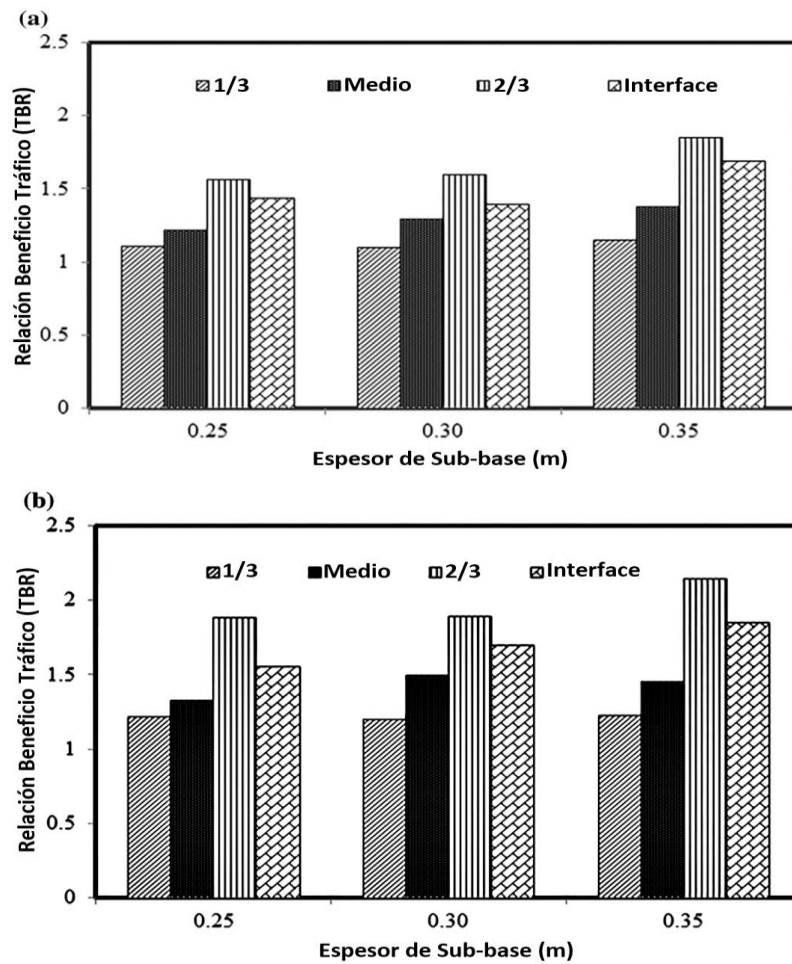 (a)
2.5
2
1.5
1
0.5
0
Relación Beneficio Tráfico (TBR)
1/3 Medio 2/3 Interface
0.25 0.30 0.35
Espesor de Sub-base (m)
(b)
2.5
2
1.5
1
0.5
0
Relación Beneficio Tráfico (TBR)
1/3 Medio 2/3 Interface
0.25 0.30 0.35
Espesor de Sub-base (m)